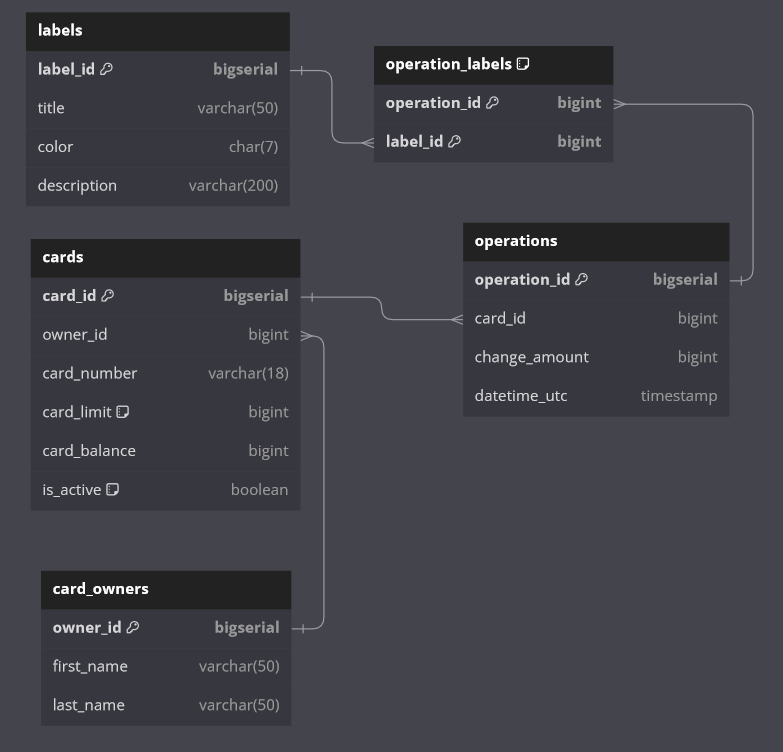 labels
label_id bigserial
title varchar(50)
color char(7)
description varchar(200)
operation_labels
operation_id bigint
label_id bigint
operations
operation_id bigserial
card_id bigint
change_amount bigint
datetime_utc timestamp
cards
card_id bigserial
owner_id bigint
card_number varchar(18)
card_limit bigint
card_balance bigint
is_active boolean
card_owners
owner_id bigserial
first_name varchar(50)
last_name varchar(50)